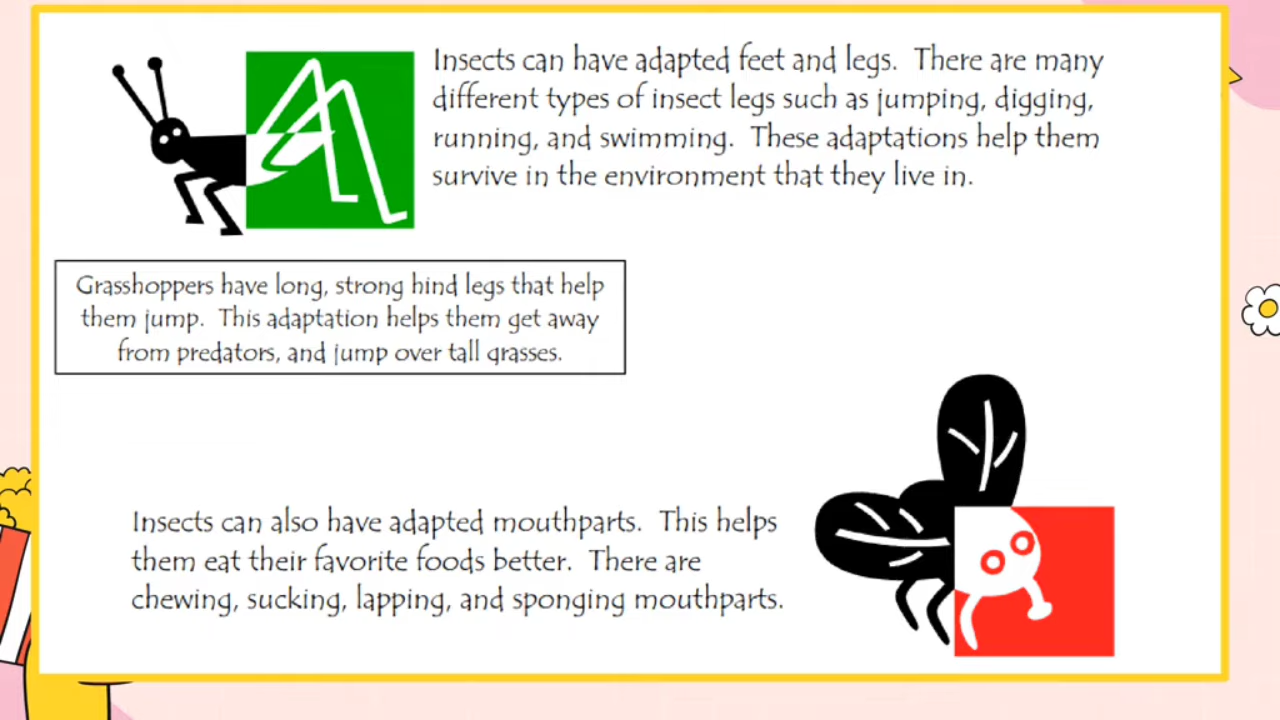 Insects can have adapted feet and legs. There are many
different types of insect legs such as jumping, digging,
running, and swimming. These adaptations help them
survive in the environment that they live in.
Grasshoppers have long, strong hind legs that help
them jump. This adaptation helps them get away
from predators, and jump over tall grasses.
Insects can also have adapted mouthparts. This helps
them eat their favorite foods better. There are
chewing, sucking, lapping, and sponging mouthparts.